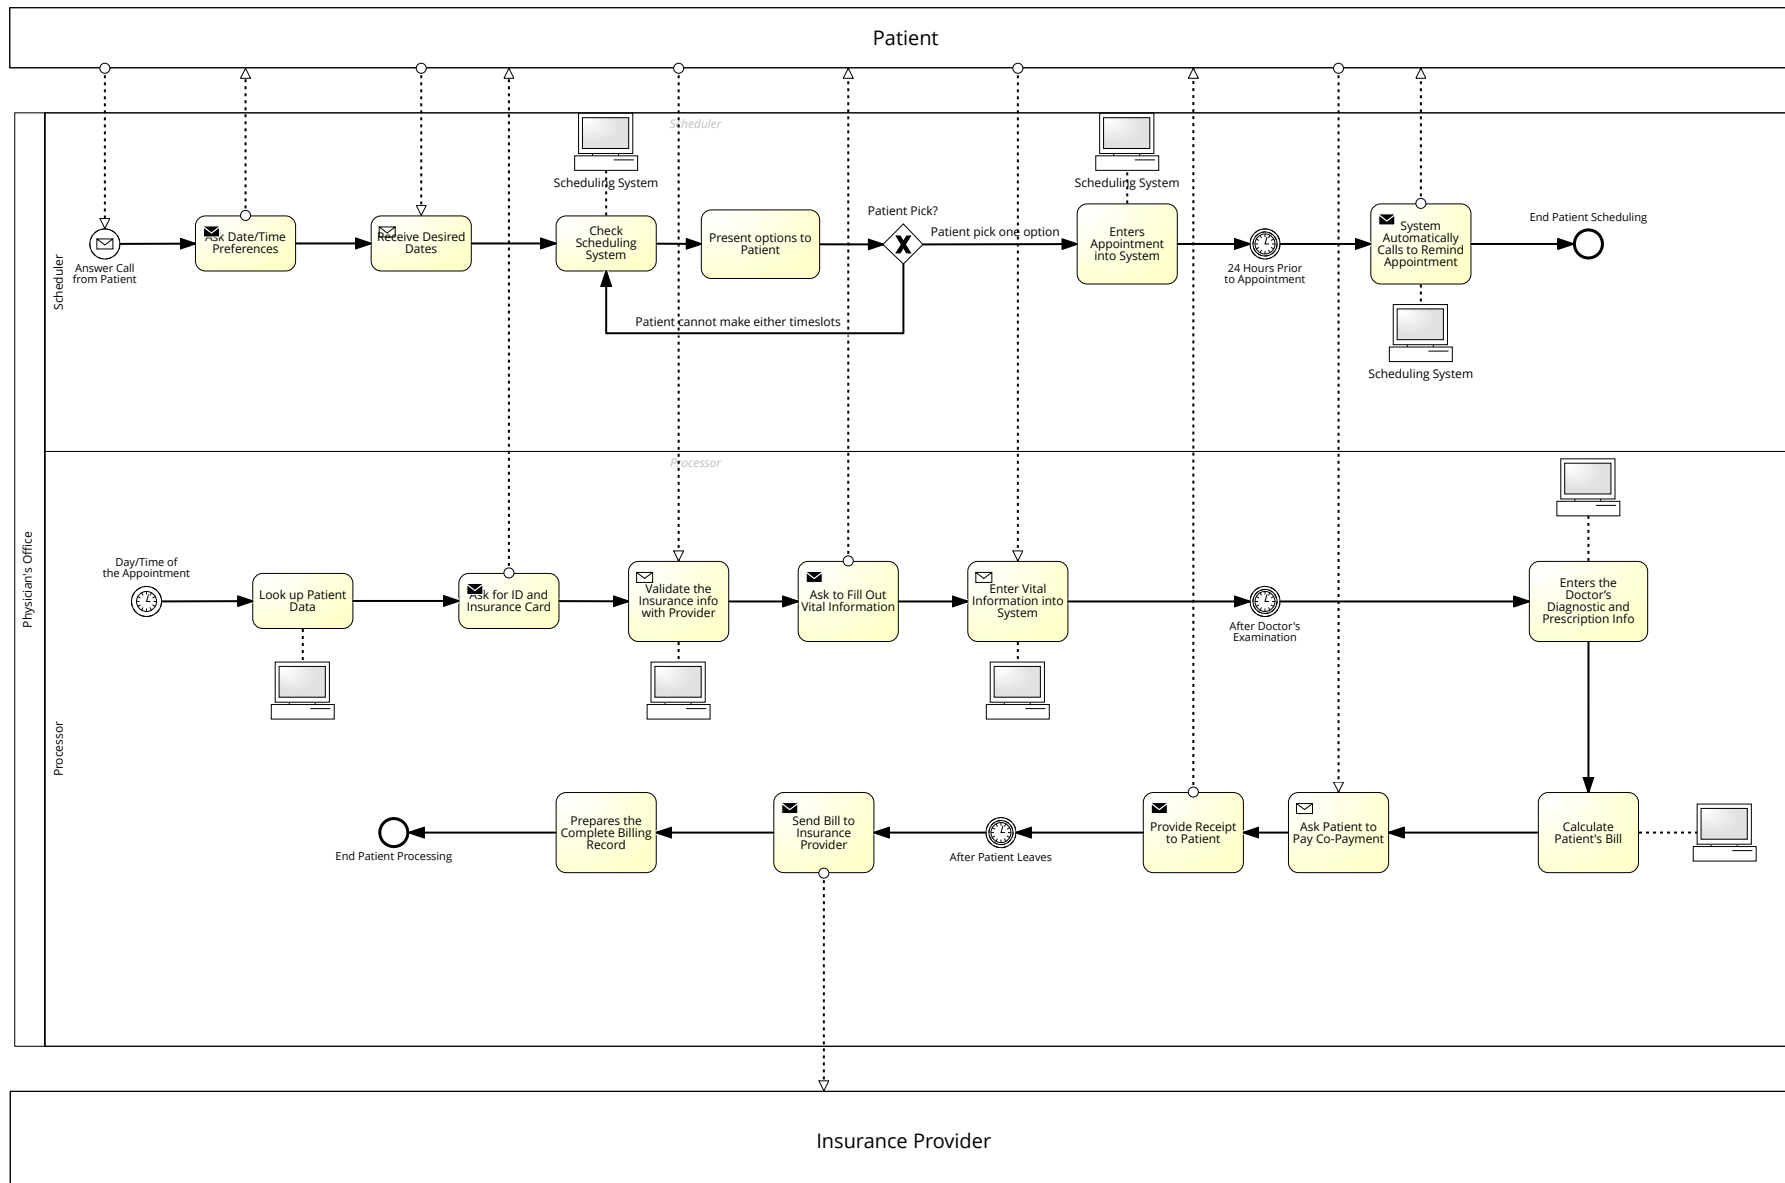 Patient
Scheduler
Scheduling System
Scheduling System
Patient Pick?
End Patient Scheduling
Physician's Office
Scheduler
Answer Call
from Patient
Ask Date/Time
Preferences
Receive Desired
Dates
Check
Scheduling
System
Present options to
Patient
Patient pick one option
Enters
Appointment
into System
24 Hours Prior
to Appointment
System
Automatically
Calls to Remind
Appointment
Patient cannot make either timeslots
Scheduling System
Processor
Processor
Day/Time of
the Appointment
Look up Patient
Data
Ask for ID and
Insurance Card
Validate the
Insurance info
with Provider
Ask to Fill Out
Vital Information
Enter Vital
Information into
System
After Doctor's
Examination
Enters the
Doctor's
Diagnostic and
Prescription Info
End Patient Processing
Prepares the
Complete Billing
Record
Send Bill to
Insurance
Provider
After Patient Leaves
Provide Receipt
to Patient
Ask Patient to
Pay Co-Payment
Calculate
Patient's Bill
Insurance Provider